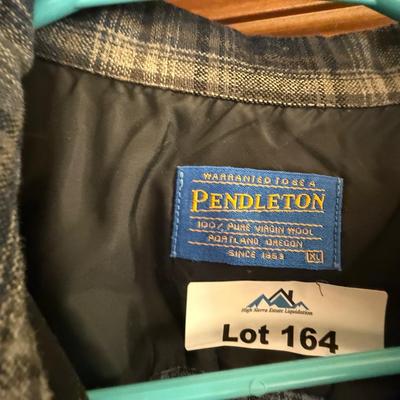 WARRANTED TO BE A
PENDLETON
100% PURE VIRGIN WOOL
PORTLAND, OREGON
SINCE 1863
XL
High Sierra Estate Liquidation
Lot 164